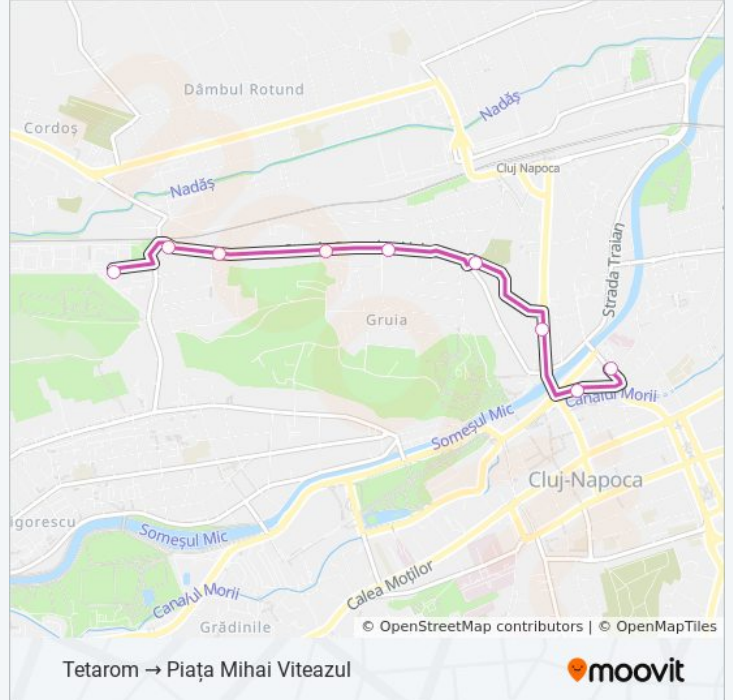 Dâmbul Rotund
Nadăș
Cordoș
Cluj Napoca
Nadăș
Strada Traian
Gruia
Canalul Morii
Someșul Mic
Cluj-Napoca
igorescu
Someșul Mic
Calea Moților
Canalul Morii
Grădinile
© OpenStreetMap contributors | © OpenMapTiles
Tetarom → Piața Mihai Viteazul
moovit